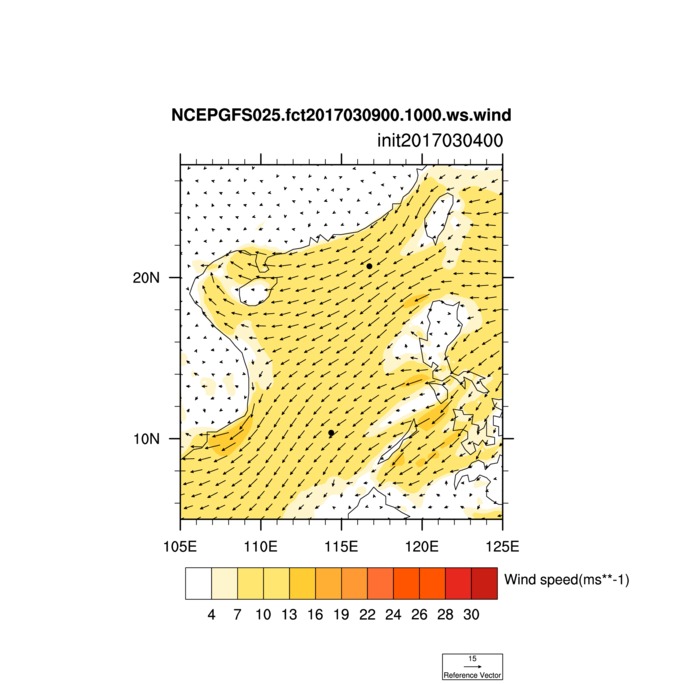 NCEPGFS025.fct2017030900.1000.ws.wind
init2017030400
20N
10N
105E 110E 115E 120E 125E
Wind speed(ms**-1)
4 7 10 13 16 19 22 24 26 28 30
15
Reference Vector